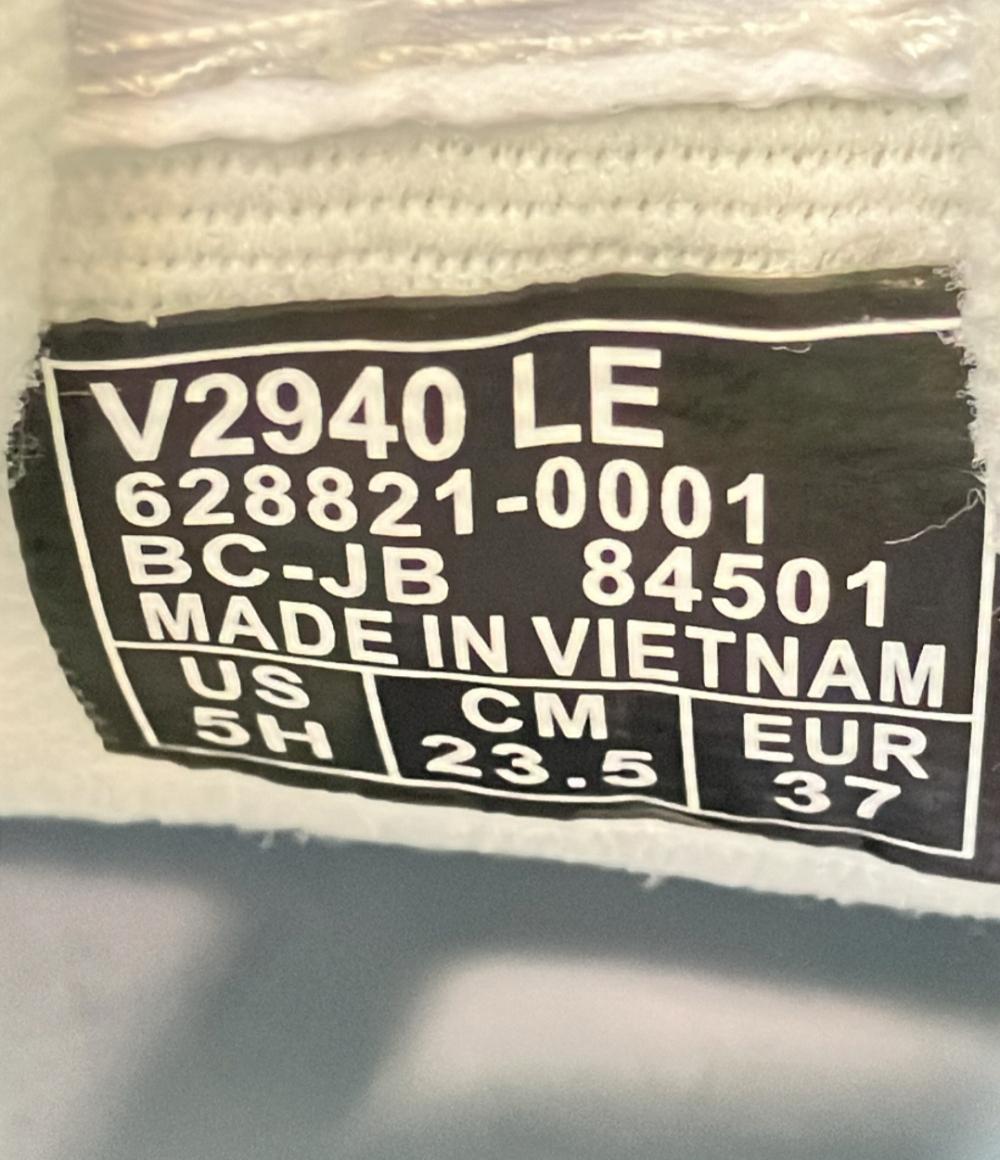 V2940 LE
628821-0001
BC-JB 84501
MADE IN VIETNAM
US CM EUR
5H 23.5 37